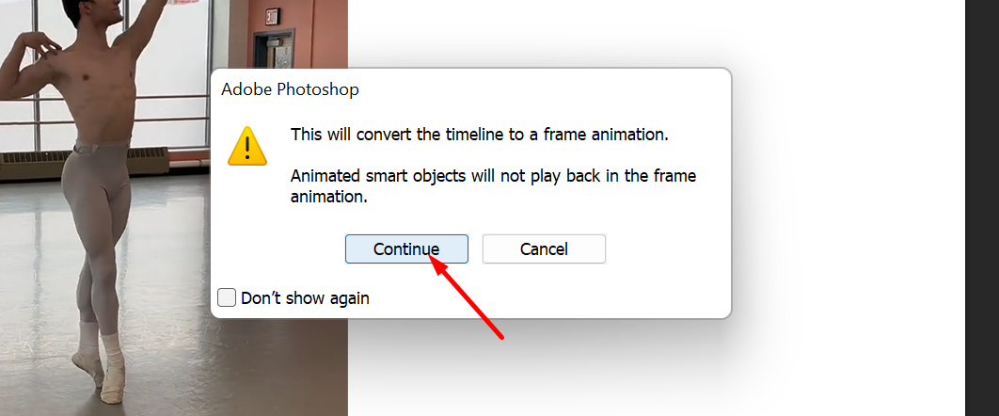 EXIT
Adobe Photoshop
This will convert the timeline to a frame animation.
Animated smart objects will not play back in the frame
animation.
Continue
Cancel
Don't show again